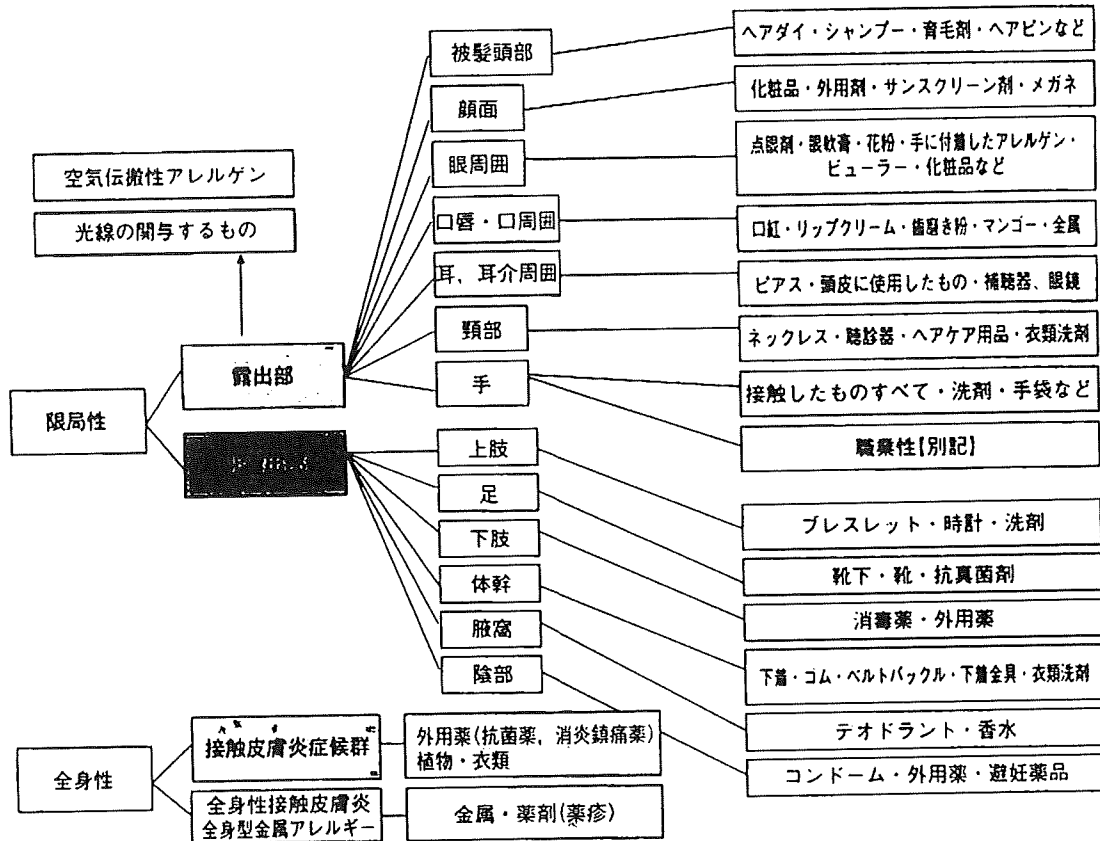 被髪頭部
ヘアダイ・シャンプー・育毛剤・ヘアピンなど
顔面
化粧品・外用剤・サンスクリーン剤・メガネ
眼周囲
点眼剤・眼軟膏・花粉・手に付着したアレルゲン・
ビューラー・化粧品など
空気伝搬性アレルゲン
光線の関与するもの
口唇・口周囲
口紅・リップクリーム・歯磨き粉・マンゴー・金属
耳，耳介周囲
ピアス・頭皮に使用したもの・補聴器、眼鏡
頸部
ネックレス・聴診器・ヘアケア用品・衣類洗剤
露出部
手
接触したものすべて・洗剤・手袋など
職業性【別記】
限局性
上肢
ブレスレット・時計・洗剤
足
靴下・靴・抗真菌剤
下肢
消毒薬・外用薬
体幹
下着・ゴム・ベルトバックル・下着金具・衣類洗剤
腋窩
テオドラント・香水
陰部
コンドーム・外用薬・避妊薬品
全身性
接触皮膚炎症候群
外用薬(抗菌薬，消炎鎮痛薬)
植物・衣類
全身性接触皮膚炎
全身型金属アレルギー
金属・薬剤(薬疹)